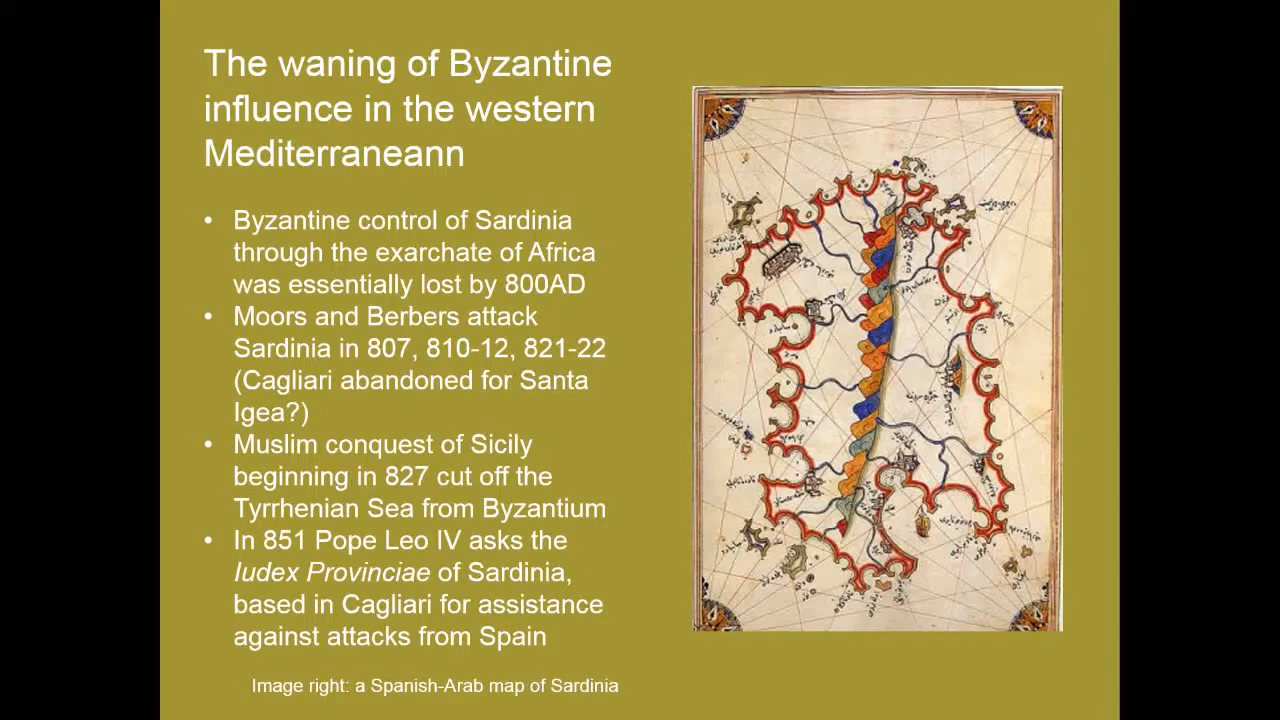 The waning of Byzantine
influence in the western
Mediterraneann
• Byzantine control of Sardinia
through the exarchate of Africa
was essentially lost by 800AD
• Moors and Berbers attack
Sardinia in 807, 810-12, 821-22
(Cagliari abandoned for Santa
Igea?)
• Muslim conquest of Sicily
beginning in 827 cut off the
Tyrrhenian Sea from Byzantium
• In 851 Pope Leo IV asks the
Iudex Provinciae of Sardinia,
based in Cagliari for assistance
against attacks from Spain
Image right: a Spanish-Arab map of Sardinia